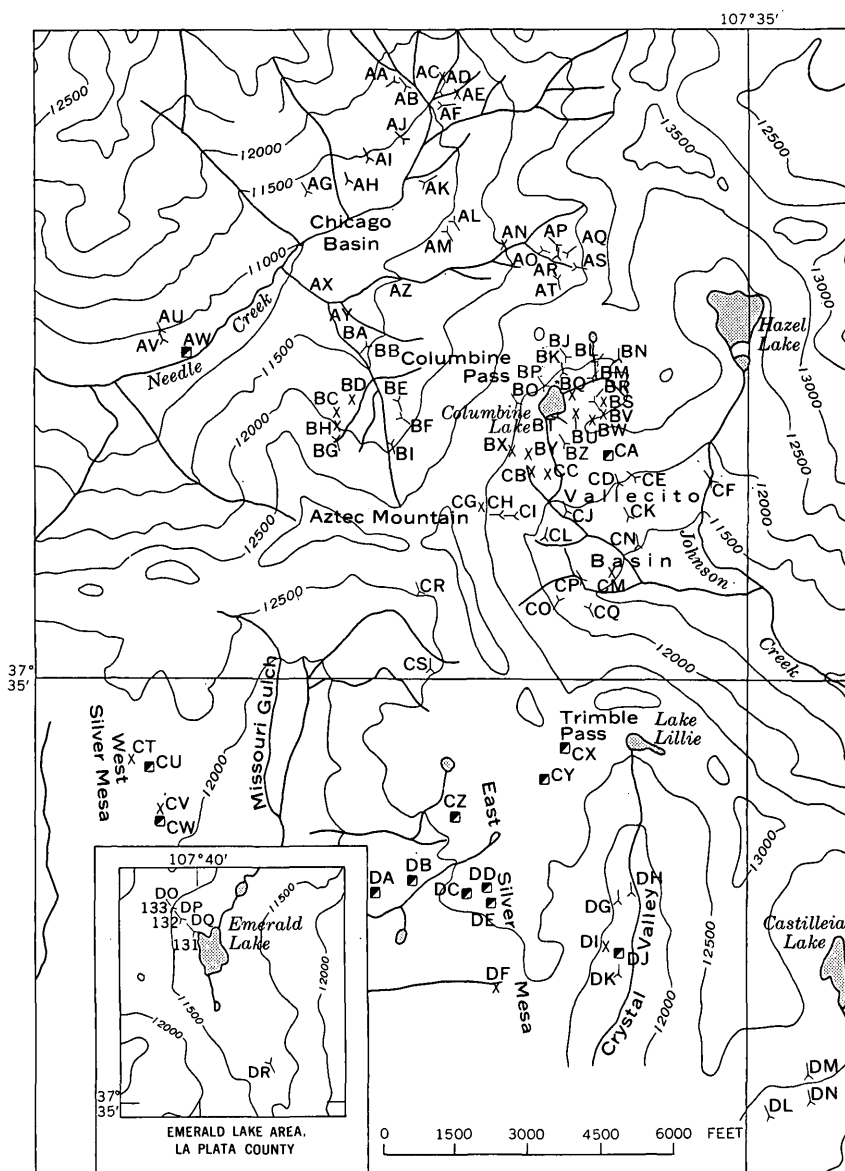 107°35'
12500
12000
11500
11000
13500
12500
13000
AA
AC
AD
AB
AE
AF
AJ
AI
AG
AH
AK
Chicago
Basin
AL
AM
AN
AP
AQ
AO
AR
AS
AT
AX
AZ
AY
AU
AV
AW
Needle
Creek
BA
BB
Columbine
Pass
BJ
BL
BN
BK
BP
BM
BO
BQ
BR
BS
Hazel
Lake
13000
11500
12000
BD
BE
BC
BF
BH
BG
BI
Columbine
Lake
BT
BV
BU
BW
BX
BY
BZ
CA
CB
CC
CD
CE
CF
12500
12000
12500
Aztec Mountain
CG
CH
CI
CJ
Vallecito
CK
CL
CN
Basin
CM
CP
CO
CQ
Johnson
Creek
11500
12000
12500
CR
CS
37°
35'
Missouri Gulch
12000
West
Silver Mesa
CT
CU
CV
CW
Trimble
Pass
Lake
Lillie
CX
CY
CZ
East
Silver
Mesa
DA
DB
DC
DD
DE
DF
DG
DH
DI
DJ
DK
Crystal
Valley
12000
12500
13000
Castilleia
Lake
DM
DN
DL
107°40'
DO
133
DP
132
DQ
131
Emerald
Lake
11500
12000
11500
12000
DR
37°
35'
EMERALD LAKE AREA,
LA PLATA COUNTY
0 1500 3000 4500 6000 FEET